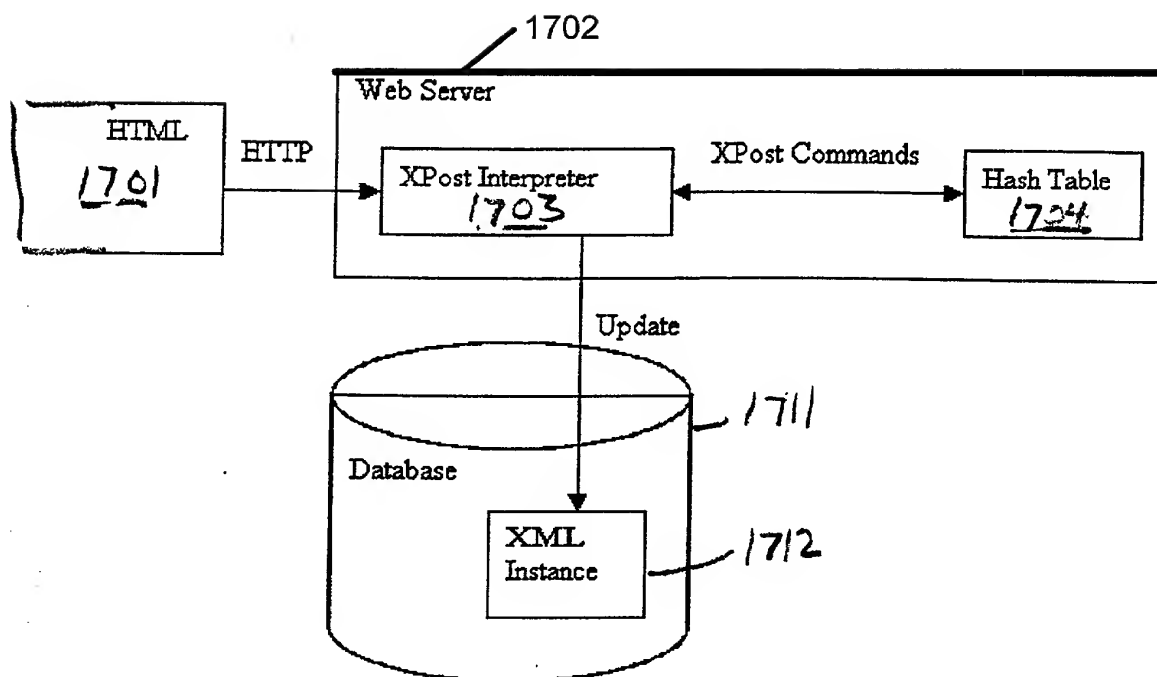 1702
Web Server
HTML
1701
HTTP
XPost Interpreter
1703
XPost Commands
Hash Table
1704
Update
1711
Database
XML
Instance
1712